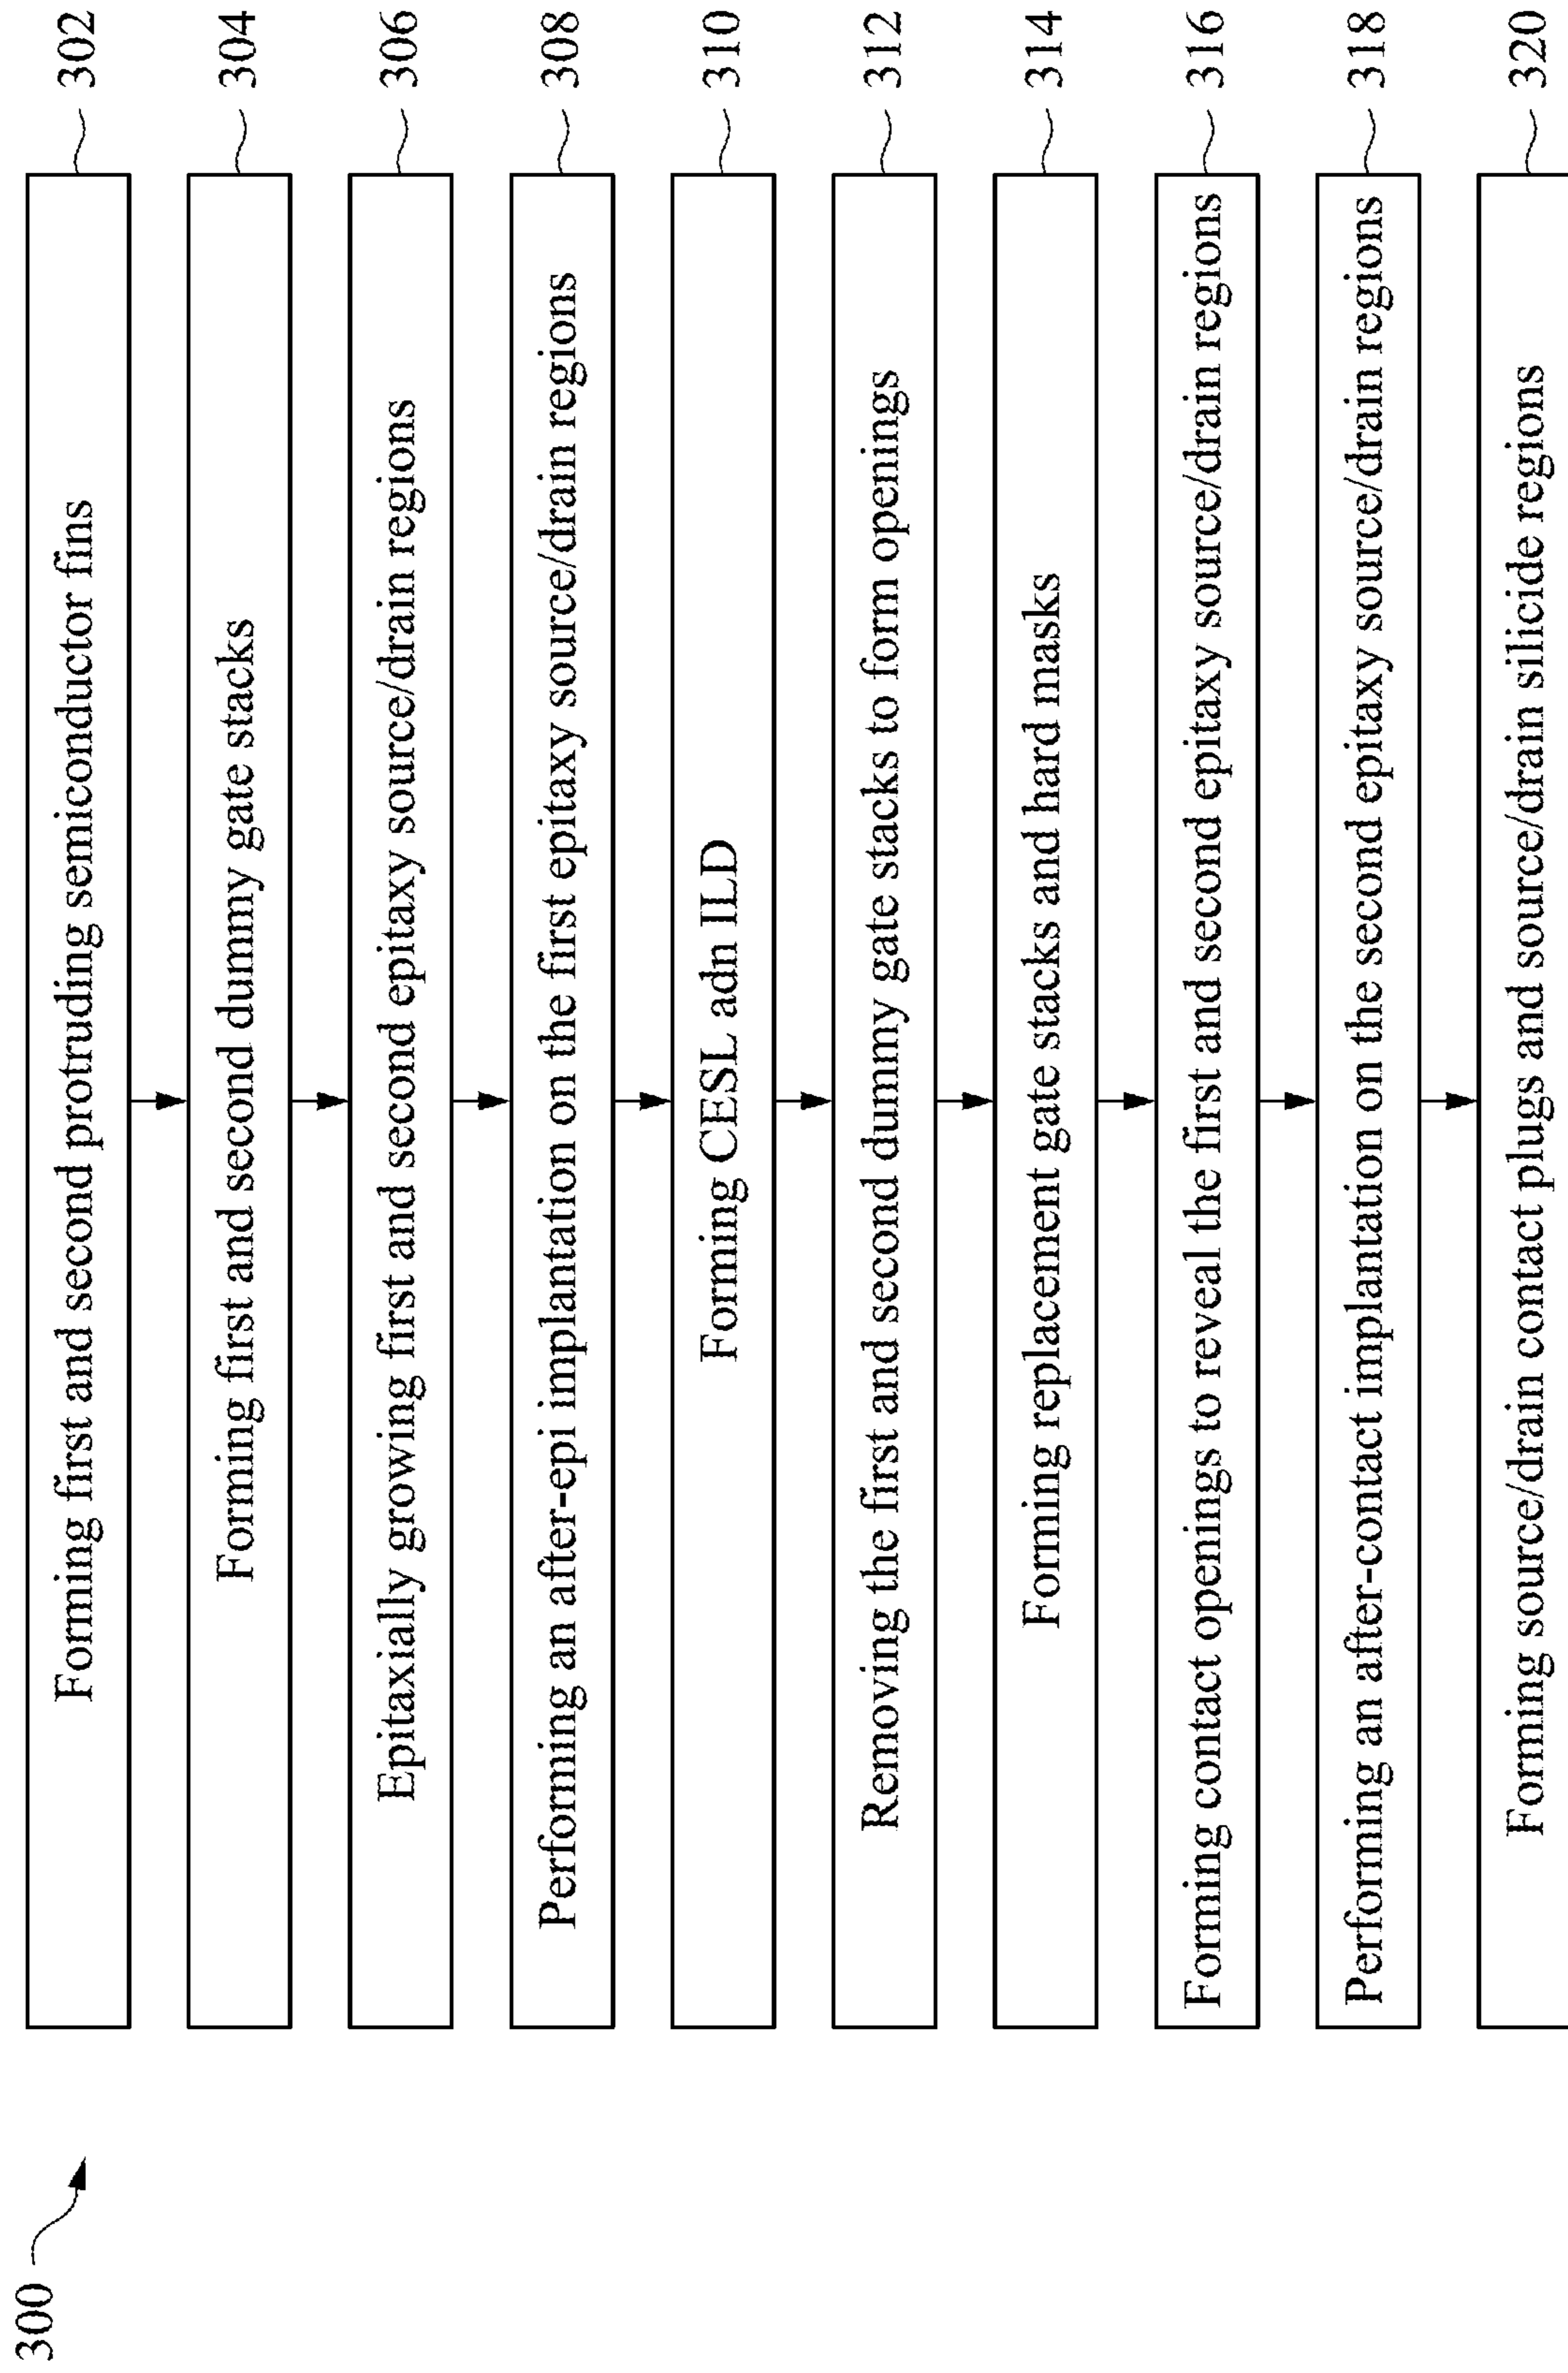 300
Forming first and second protruding semiconductor fins 302
Forming first and second dummy gate stacks 304
Epitaxially growing first and second epitaxy source/drain regions 306
Performing an after-epi implantation on the first epitaxy source/drain regions 308
Forming CESL adn ILD 310
Removing the first and second dummy gate stacks to form openings 312
Forming replacement gate stacks and hard masks 314
Forming contact openings to reveal the first and second epitaxy source/drain regions 316
Performing an after-contact implantation on the second epitaxy source/drain regions 318
Forming source/drain contact plugs and source/drain silicide regions 320